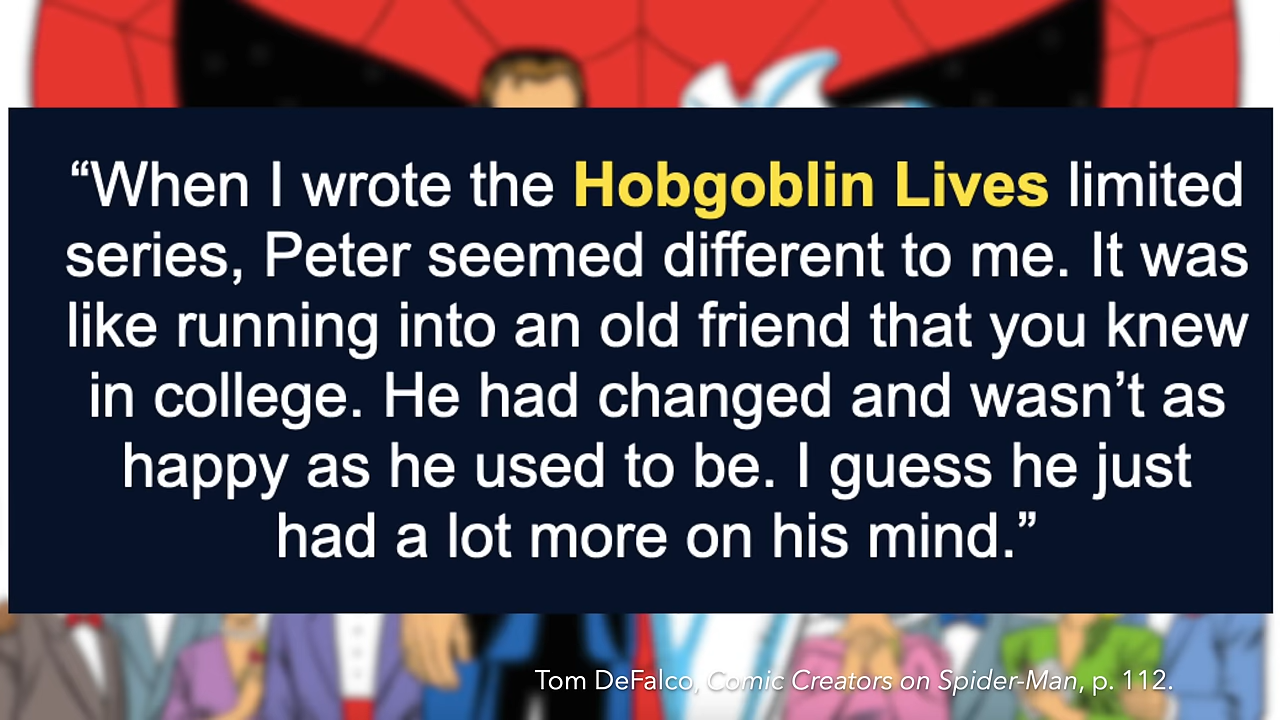 “When I wrote the Hobgoblin Lives limited
series, Peter seemed different to me. It was
like running into an old friend that you knew
in college. He had changed and wasn’t as
happy as he used to be. I guess he just
had a lot more on his mind.”
Tom DeFalco, Comic Creators on Spider-Man, p. 112.